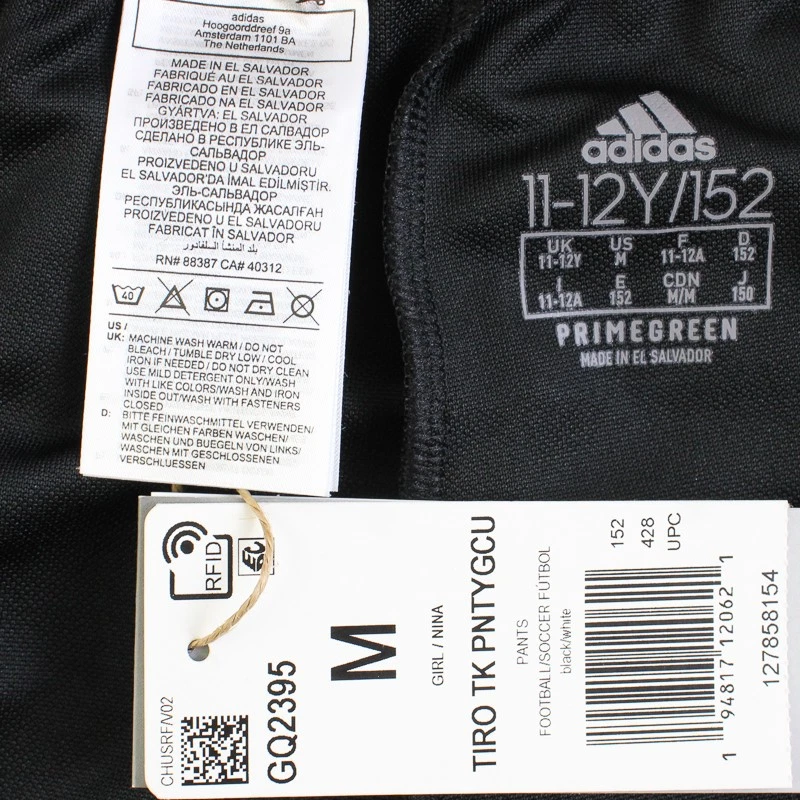 adidas
Hoogoorddreef 9a
Amsterdam 1101 BA
The Netherlands
MADE IN EL SALVADOR
FABRIQUÉ AU EL SALVADOR
FABRICADO EN EL SALVADOR
FABRICADO NA EL SALVADOR
GYÁRTVA: EL SALVADOR
ПРОИЗВЕДЕНО В ЕЛ САЛВАДОР
СДЕЛАНО В РЕСПУБЛИКЕ ЭЛЬ-
САЛЬВАДОР
PROIZVEDENO U SALVADORU
EL SALVADOR'DA İMAL EDİLMİŞTİR.
ЭЛЬ-САЛЬВАДОР
РЕСПУБЛИКАСЫНДА ЖАСАЛҒАН
PROIZVEDENO U EL SALVADORU
FABRICAT ÎN SALVADOR
بلد المنشأ السلفادور
RN# 88387 CA# 40312
40
US /
UK: MACHINE WASH WARM / DO NOT
BLEACH / TUMBLE DRY LOW / COOL
IRON IF NEEDED / DO NOT DRY CLEAN
USE MILD DETERGENT ONLY/WASH
WITH LIKE COLORS/WASH AND IRON
INSIDE OUT/WASH WITH FASTENERS
CLOSED
D: BITTE FEINWASCHMITTEL VERWENDEN/
MIT GLEICHEN FARBEN WASCHEN/
WASCHEN UND BUEGELN VON LINKS/
WASCHEN MIT GESCHLOSSENEN
VERSCHLUESSEN
adidas
11-12Y/152
UK US F D
11-12Y M 11-12A 152
I E CDN J
11-12A 152 M/M 150
PRIMEGREEN
MADE IN EL SALVADOR
RFID
CHUSRF/V02
GQ2395
M
GIRL / NINA
TIRO TK PNTYGCU
PANTS
FOOTBALL/SOCCER FÚTBOL
black/white
152
428
UPC
1 94817 12062 1
127858154